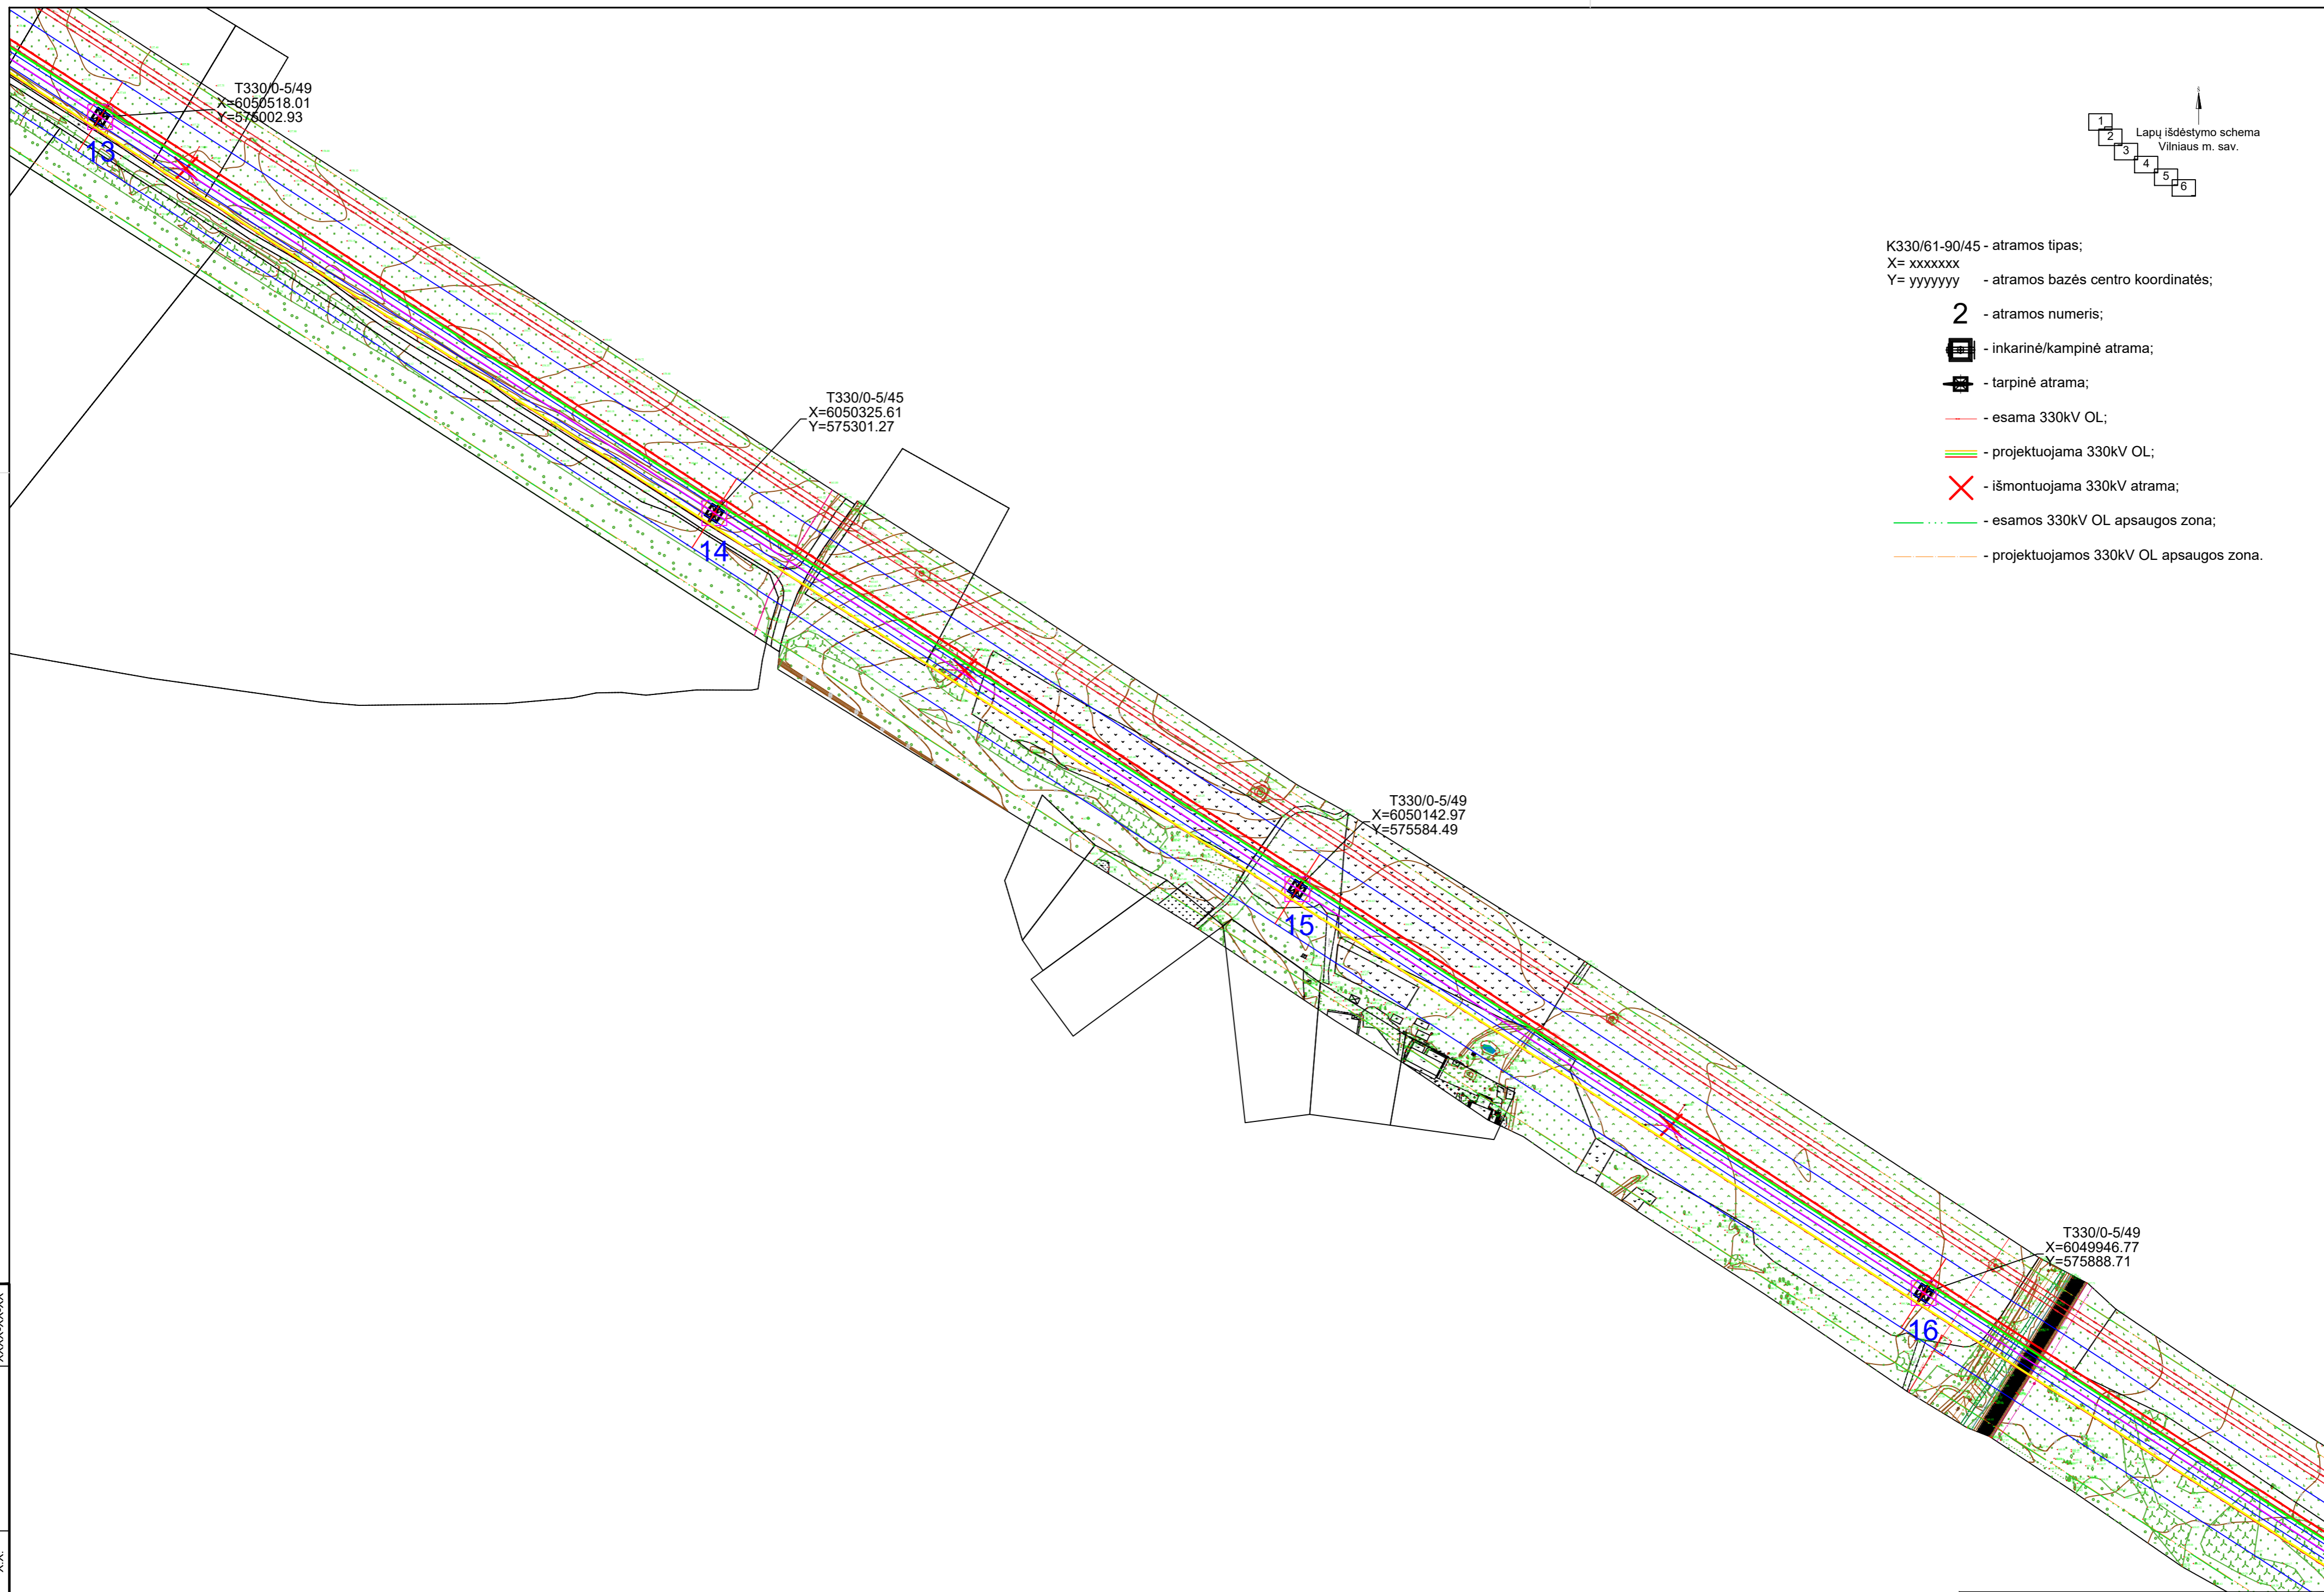 T330/0-5/49
X=6050518.01
Y=575002.93
13
T330/0-5/45
X=6050325.61
Y=575301.27
14
T330/0-5/49
X=6050142.97
Y=575584.49
15
T330/0-5/49
X=6049946.77
Y=575888.71
16
1
2
3
4
5
6
Lapų išdėstymo schema
Vilniaus m. sav.
K330/61-90/45 - atramos tipas;
X= xxxxxxx
Y= yyyyyyy - atramos bazės centro koordinatės;
2 - atramos numeris;
- inkarinė/kampinė atrama;
- tarpinė atrama;
- esama 330kV OL;
- projektuojama 330kV OL;
- išmontuojama 330kV atrama;
- esamos 330kV OL apsaugos zona;
- projektuojamos 330kV OL apsaugos zona.